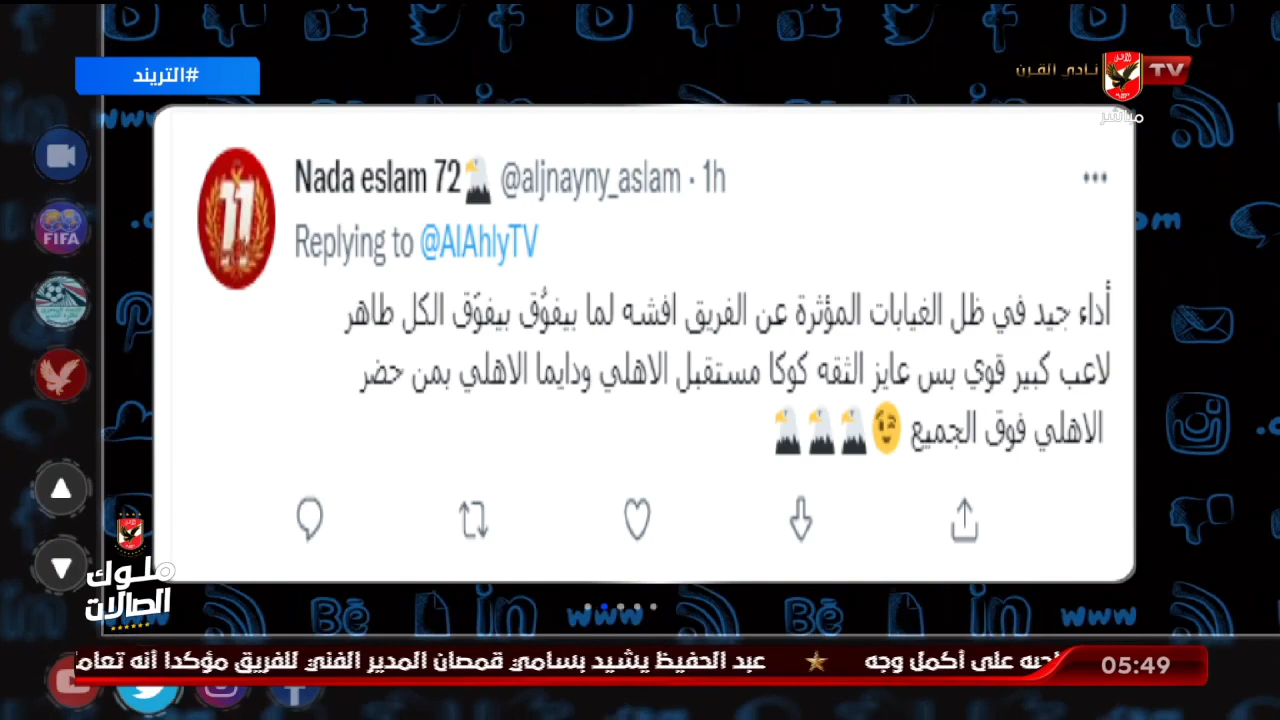 #التريند
نادي القرن
TV
مباشر
Nada eslam 72🦅 @aljnayny_aslam · 1h
Replying to @AlAhlyTV
أداء جيد في ظل الغيابات المؤثرة عن الفريق افشه لما بيفوُق بيفوّق الكل طاهر
لاعب كبير قوي بس عايز الثقه كوكا مستقبل الاهلي ودايما الاهلي بمن حضر
الاهلي فوق الجميع 😉🦅🦅🦅
FIFA
ملوك
الصالات
على أكمل وجه ★ عبد الحفيظ يشيد بسامي قمصان المدير الفني للفريق مؤكدا أنه
05:49